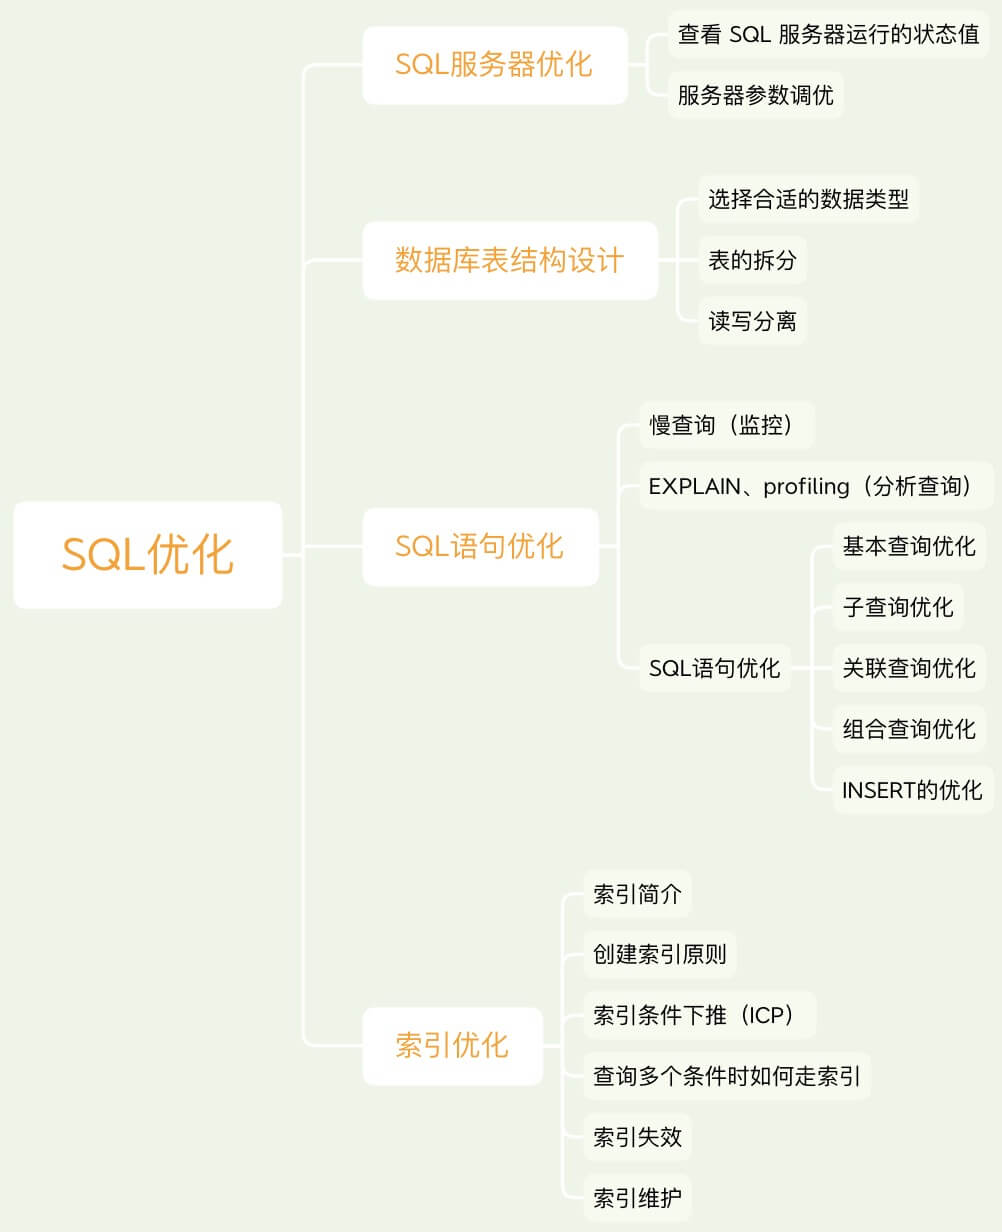 SQL优化
SQL服务器优化
查看 SQL 服务器运行的状态值
服务器参数调优
数据库表结构设计
选择合适的数据类型
表的拆分
读写分离
SQL语句优化
慢查询（监控）
EXPLAIN、profiling（分析查询）
SQL语句优化
基本查询优化
子查询优化
关联查询优化
组合查询优化
INSERT的优化
索引优化
索引简介
创建索引原则
索引条件下推（ICP）
查询多个条件时如何走索引
索引失效
索引维护